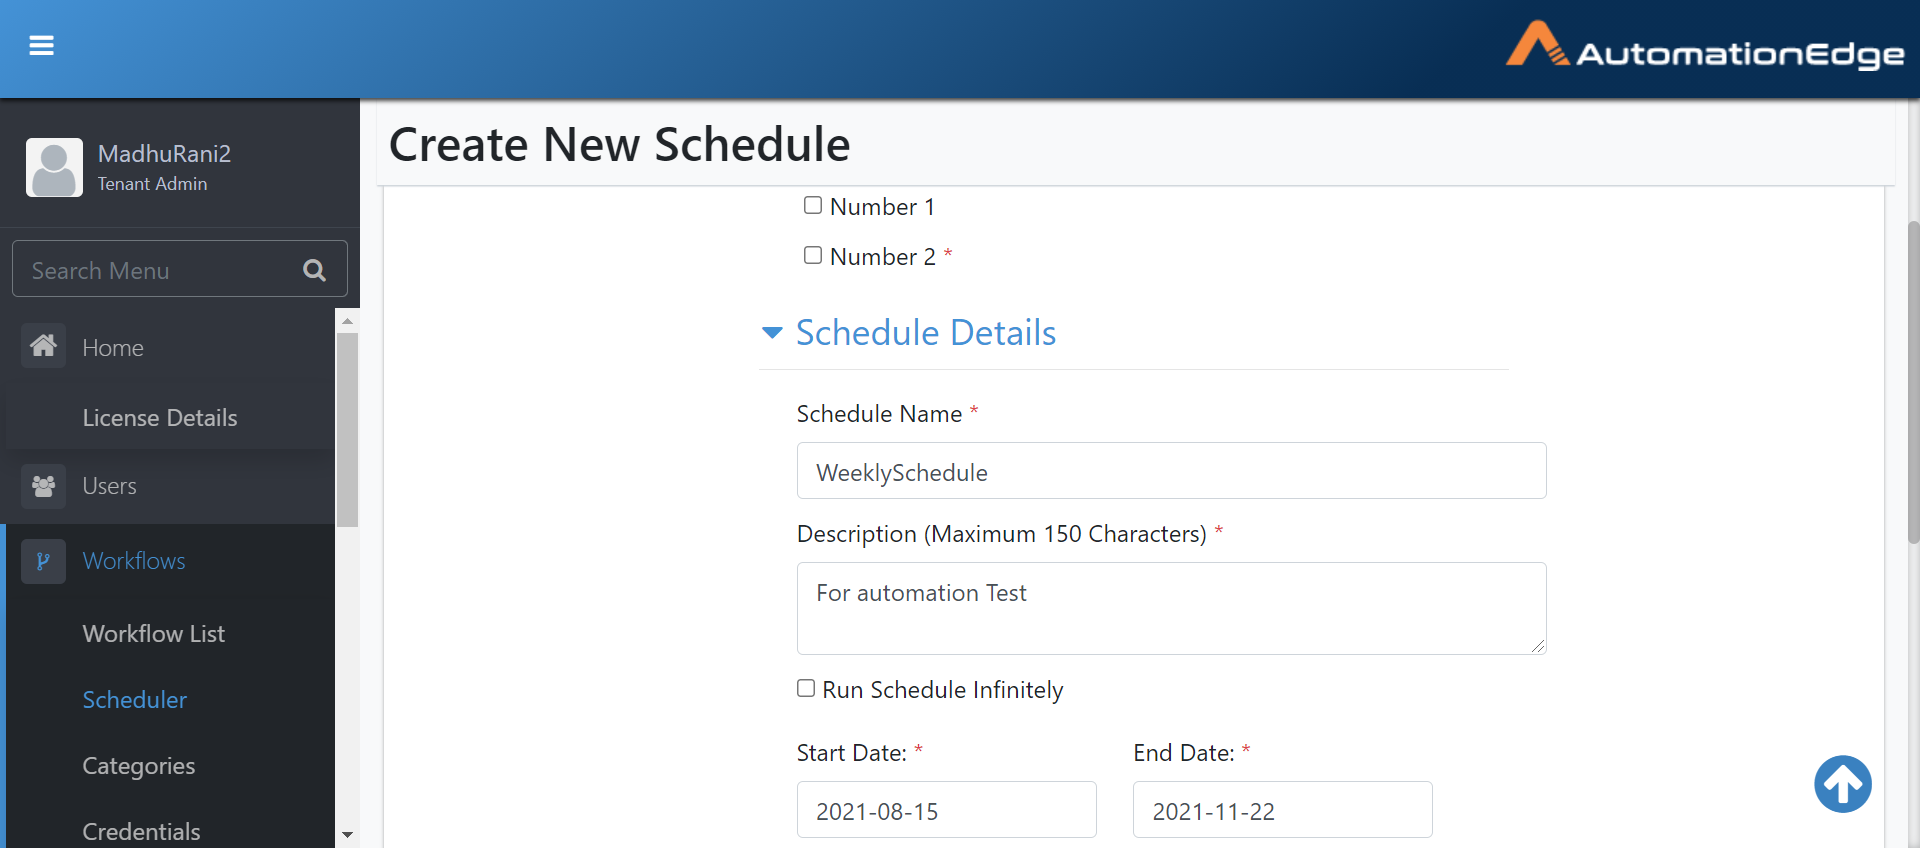 AutomationEdge
MadhuRani2
Tenant Admin
Search Menu
Home
License Details
Users
Workflows
Workflow List
Scheduler
Categories
Credentials
Create New Schedule
Number 1
Number 2 *
Schedule Details
Schedule Name *
WeeklySchedule
Description (Maximum 150 Characters) *
For automation Test
Run Schedule Infinitely
Start Date: * End Date: *
2021-08-15 2021-11-22